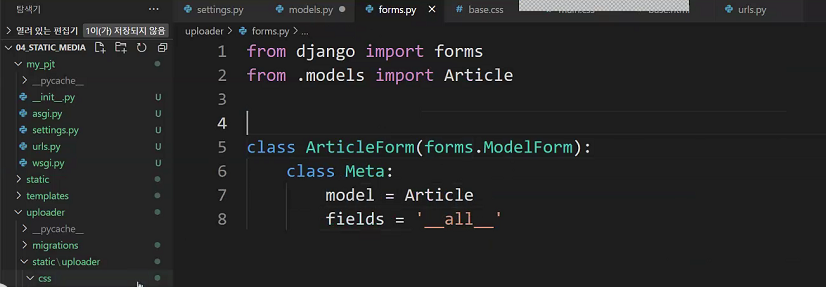 탐색기 ...
settings.py models.py forms.py base.css urls.py
열려 있는 편집기 1이(가) 저장되지 않음
uploader > forms.py > ...
04_STATIC_MEDIA
my_pjt
__pycache__
__init__.py U
asgi.py U
settings.py U
urls.py U
wsgi.py U
static
templates
uploader
__pycache__
migrations
static\uploader
css
1 from django import forms
2 from .models import Article
3
4
5 class ArticleForm(forms.ModelForm):
6 class Meta:
7 model = Article
8 fields = '__all__'